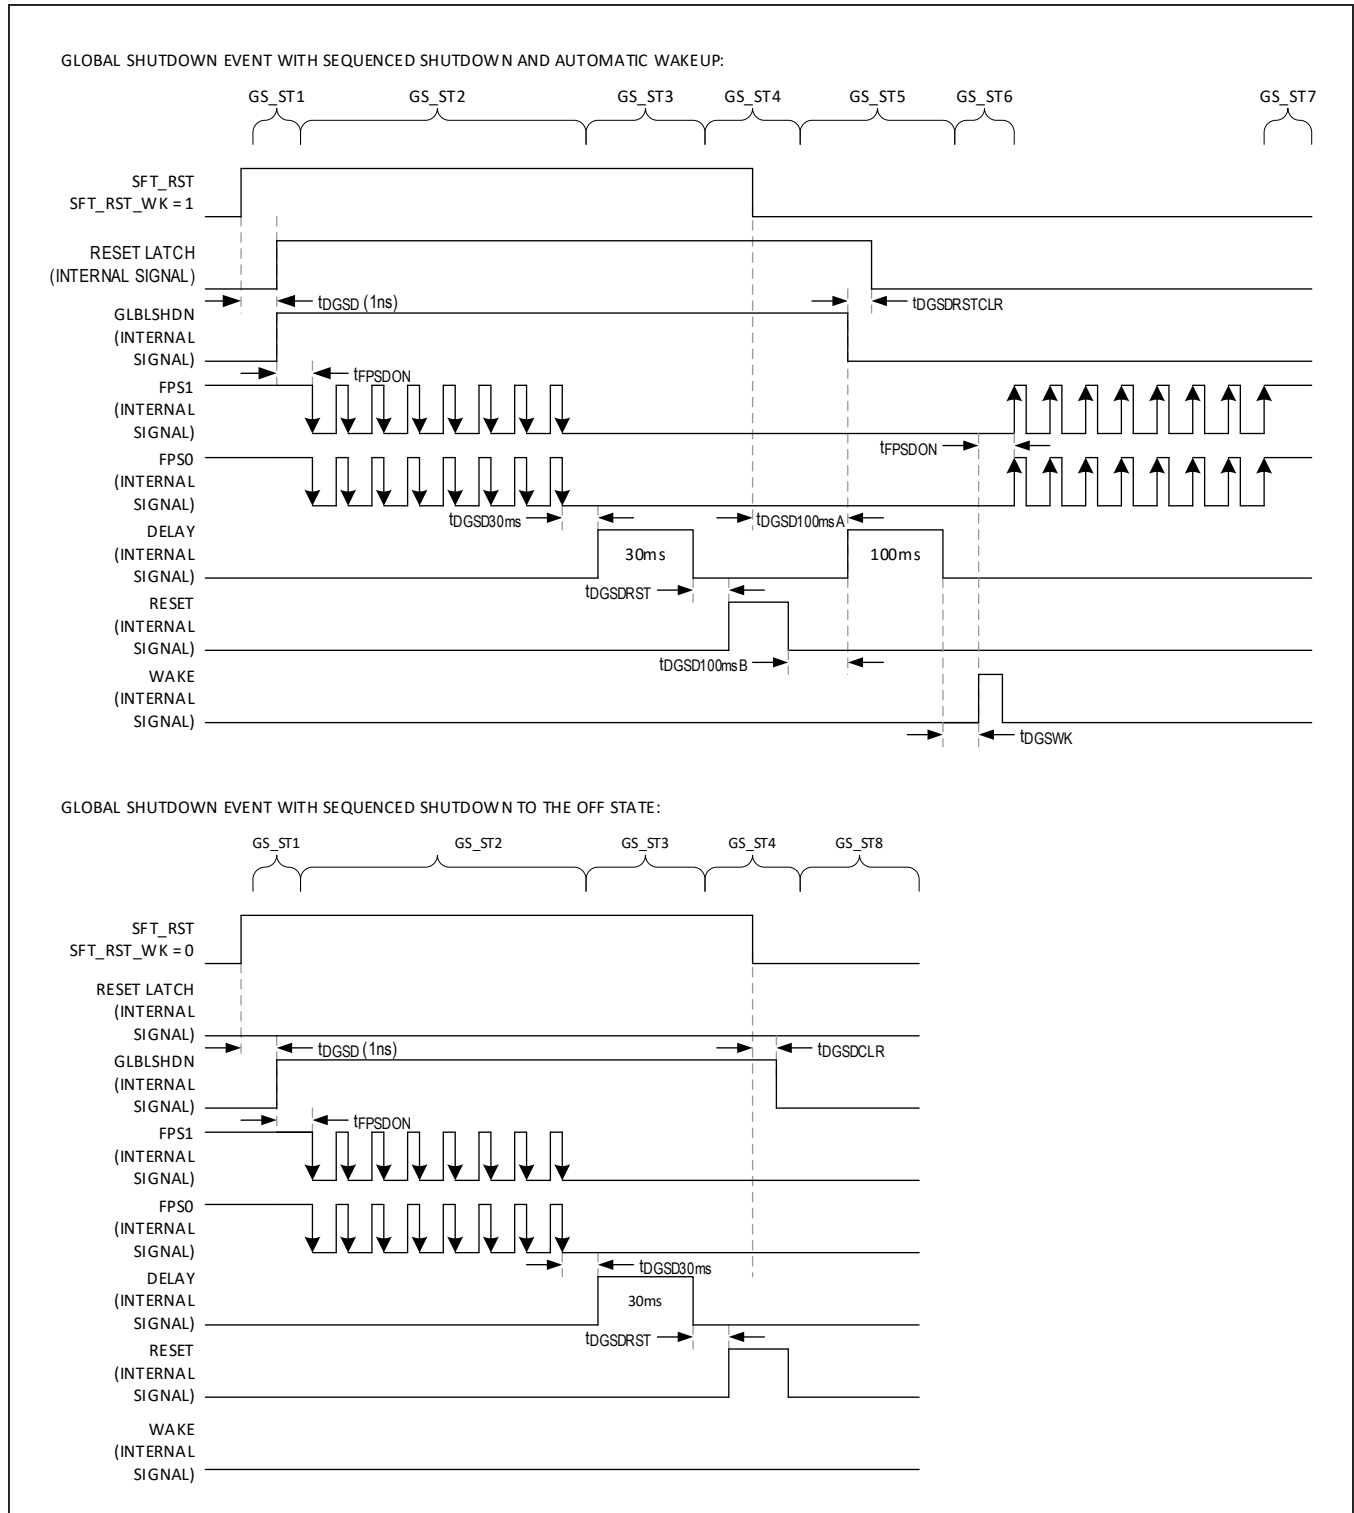 GLOBAL SHUTDOWN EVENT WITH SEQUENCED SHUTDOWN AND AUTOMATIC WAKEUP:
GS_ST1 GS_ST2 GS_ST3 GS_ST4 GS_ST5 GS_ST6 GS_ST7
SFT_RST
SFT_RST_WK = 1
RESET LATCH
(INTERNAL SIGNAL)
tDGSD (1ns)
tDGSDRSTCLR
GLBLSHDN
(INTERNAL
SIGNAL)
tFPSDON
FPS1
(INTERNAL
SIGNAL)
tFPSDON
FPS0
(INTERNAL
SIGNAL)
tDGSD30ms
tDGSD100msA
DELAY
(INTERNAL
SIGNAL)
30ms
100ms
tDGSDRST
RESET
(INTERNAL
SIGNAL)
tDGSD100msB
WAKE
(INTERNAL
SIGNAL)
tDGSWK
GLOBAL SHUTDOWN EVENT WITH SEQUENCED SHUTDOWN TO THE OFF STATE:
GS_ST1 GS_ST2 GS_ST3 GS_ST4 GS_ST8
SFT_RST
SFT_RST_WK = 0
RESET LATCH
(INTERNAL
SIGNAL)
tDGSD (1ns)
tDGSDCLR
GLBLSHDN
(INTERNAL
SIGNAL)
tFPSDON
FPS1
(INTERNAL
SIGNAL)
FPS0
(INTERNAL
SIGNAL)
tDGSD30ms
DELAY
(INTERNAL
SIGNAL)
30ms
tDGSDRST
RESET
(INTERNAL
SIGNAL)
WAKE
(INTERNAL
SIGNAL)